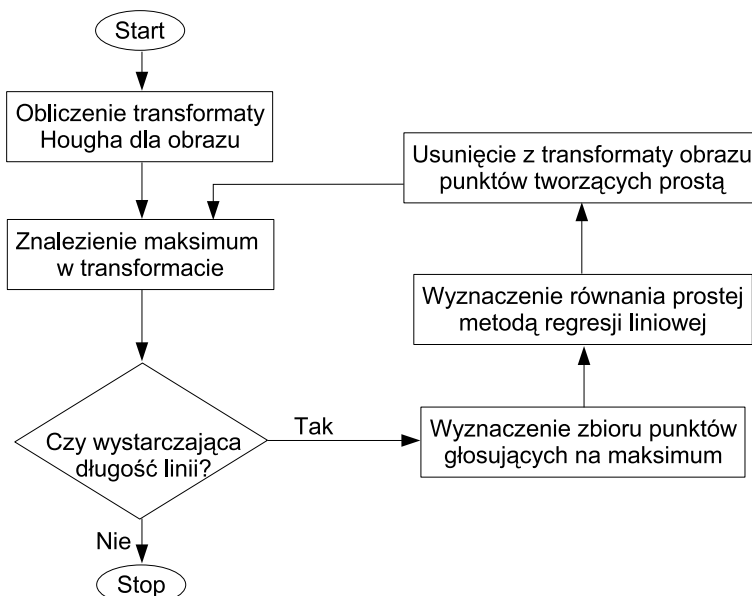 Start
Obliczenie transformaty
Hougha dla obrazu
Znalezienie maksimum
w transformacie
Czy wystarczająca
długość linii?
Tak
Wyznaczenie zbioru punktów
głosujących na maksimum
Wyznaczenie równania prostej
metodą regresji liniowej
Usunięcie z transformaty obrazu
punktów tworzących prostą
Nie
Stop